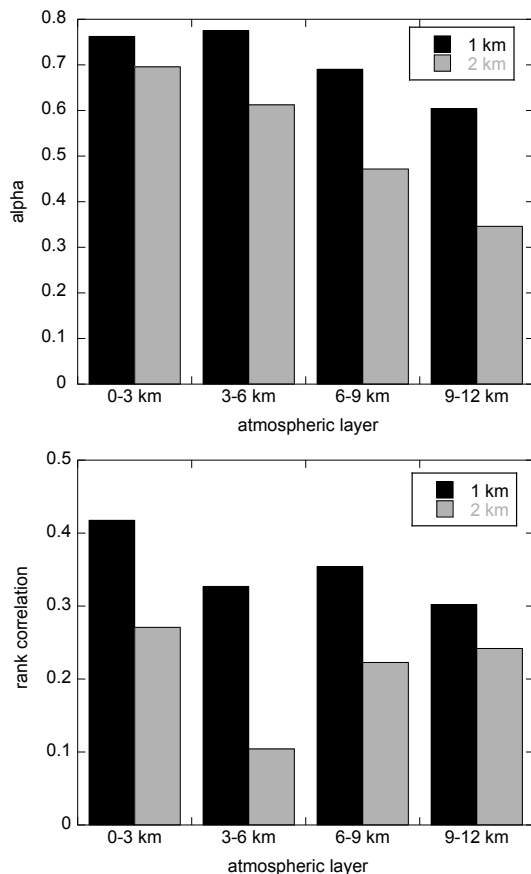 0.8
0.7
0.6
0.5
0.4
0.3
0.2
0.1
0
alpha
1 km
2 km
0-3 km 3-6 km 6-9 km 9-12 km
atmospheric layer
0.5
0.4
0.3
0.2
0.1
0
rank correlation
1 km
2 km
0-3 km 3-6 km 6-9 km 9-12 km
atmospheric layer